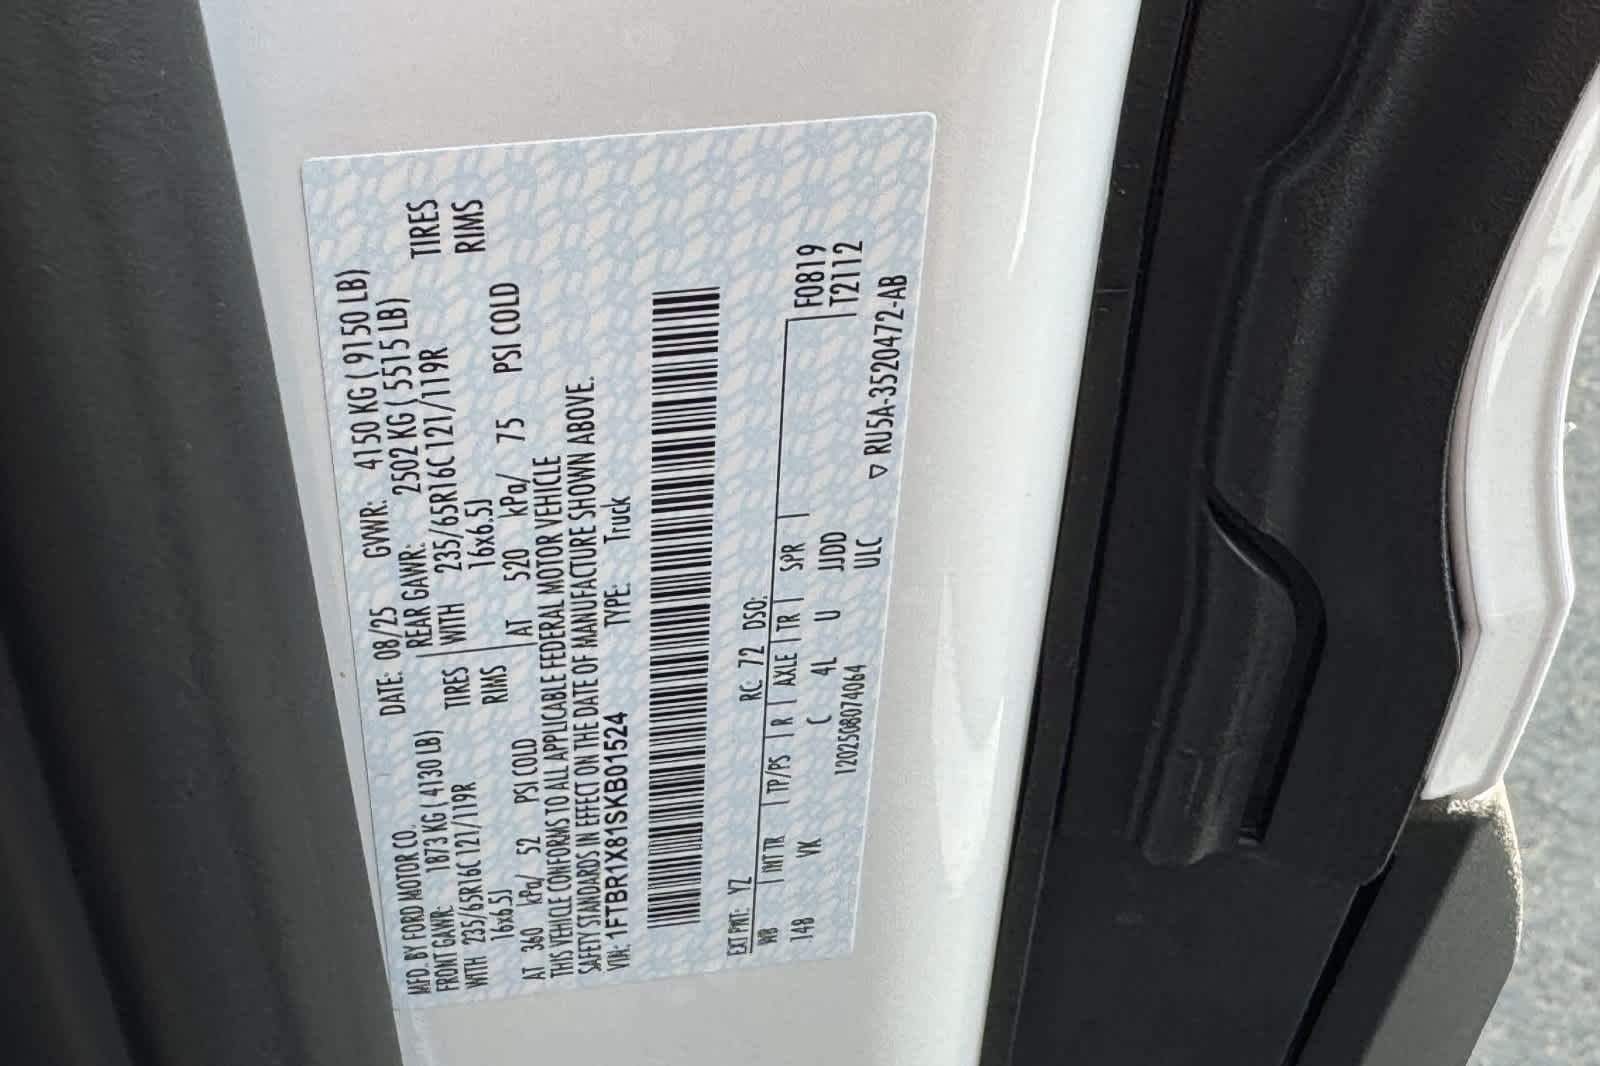 MFD. BY FORD MOTOR CO. DATE: 08/25 GVWR: 4150 KG ( 9150 LB)
FRONT GAWR: 1873 KG ( 4130 LB) REAR GAWR: 2502 KG ( 5515 LB)
WITH 235/65R16C 121/119R TIRES WITH 235/65R16C 121/119R TIRES
16x6.5J RIMS 16x6.5J RIMS
AT 360 kPa/ 52 PSI COLD AT 520 kPa/ 75 PSI COLD
THIS VEHICLE CONFORMS TO ALL APPLICABLE FEDERAL MOTOR VEHICLE
SAFETY STANDARDS IN EFFECT ON THE DATE OF MANUFACTURE SHOWN ABOVE.
VIN: 1FTBR1X81SKB01524 TYPE: Truck
EXT PNT: YZ RC: 72 DSO:
WB INT TR TP/PS R AXLE TR SPR F0819
148 VK C 4L U JJDD T2112
1202508074064 ULC
▽ RU5A-3520472-AB